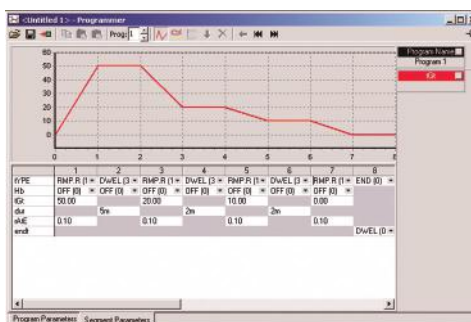 <Untitled 1> - Programmer
Prog: 1
Program Name
Program 1
tGt
60
50
40
30
20
10
0
0 1 2 3 4 5 6 7 8
1 2 3 4 5 6 7 8
tYPE RMP.R (1 DWEL (3 RMP.R (1 DWEL (3 RMP.R (1 DWEL (3 RMP.R (1 END (0)
Hb OFF (0) OFF (0) OFF (0) OFF (0) OFF (0) OFF (0) OFF (0)
tGt 50.00 20.00 10.00 0.00
dur 5m 2m 2m
rAtE 0.10 0.10 0.10 0.10
endt DWEL (0
Program Parameters Segment Parameters